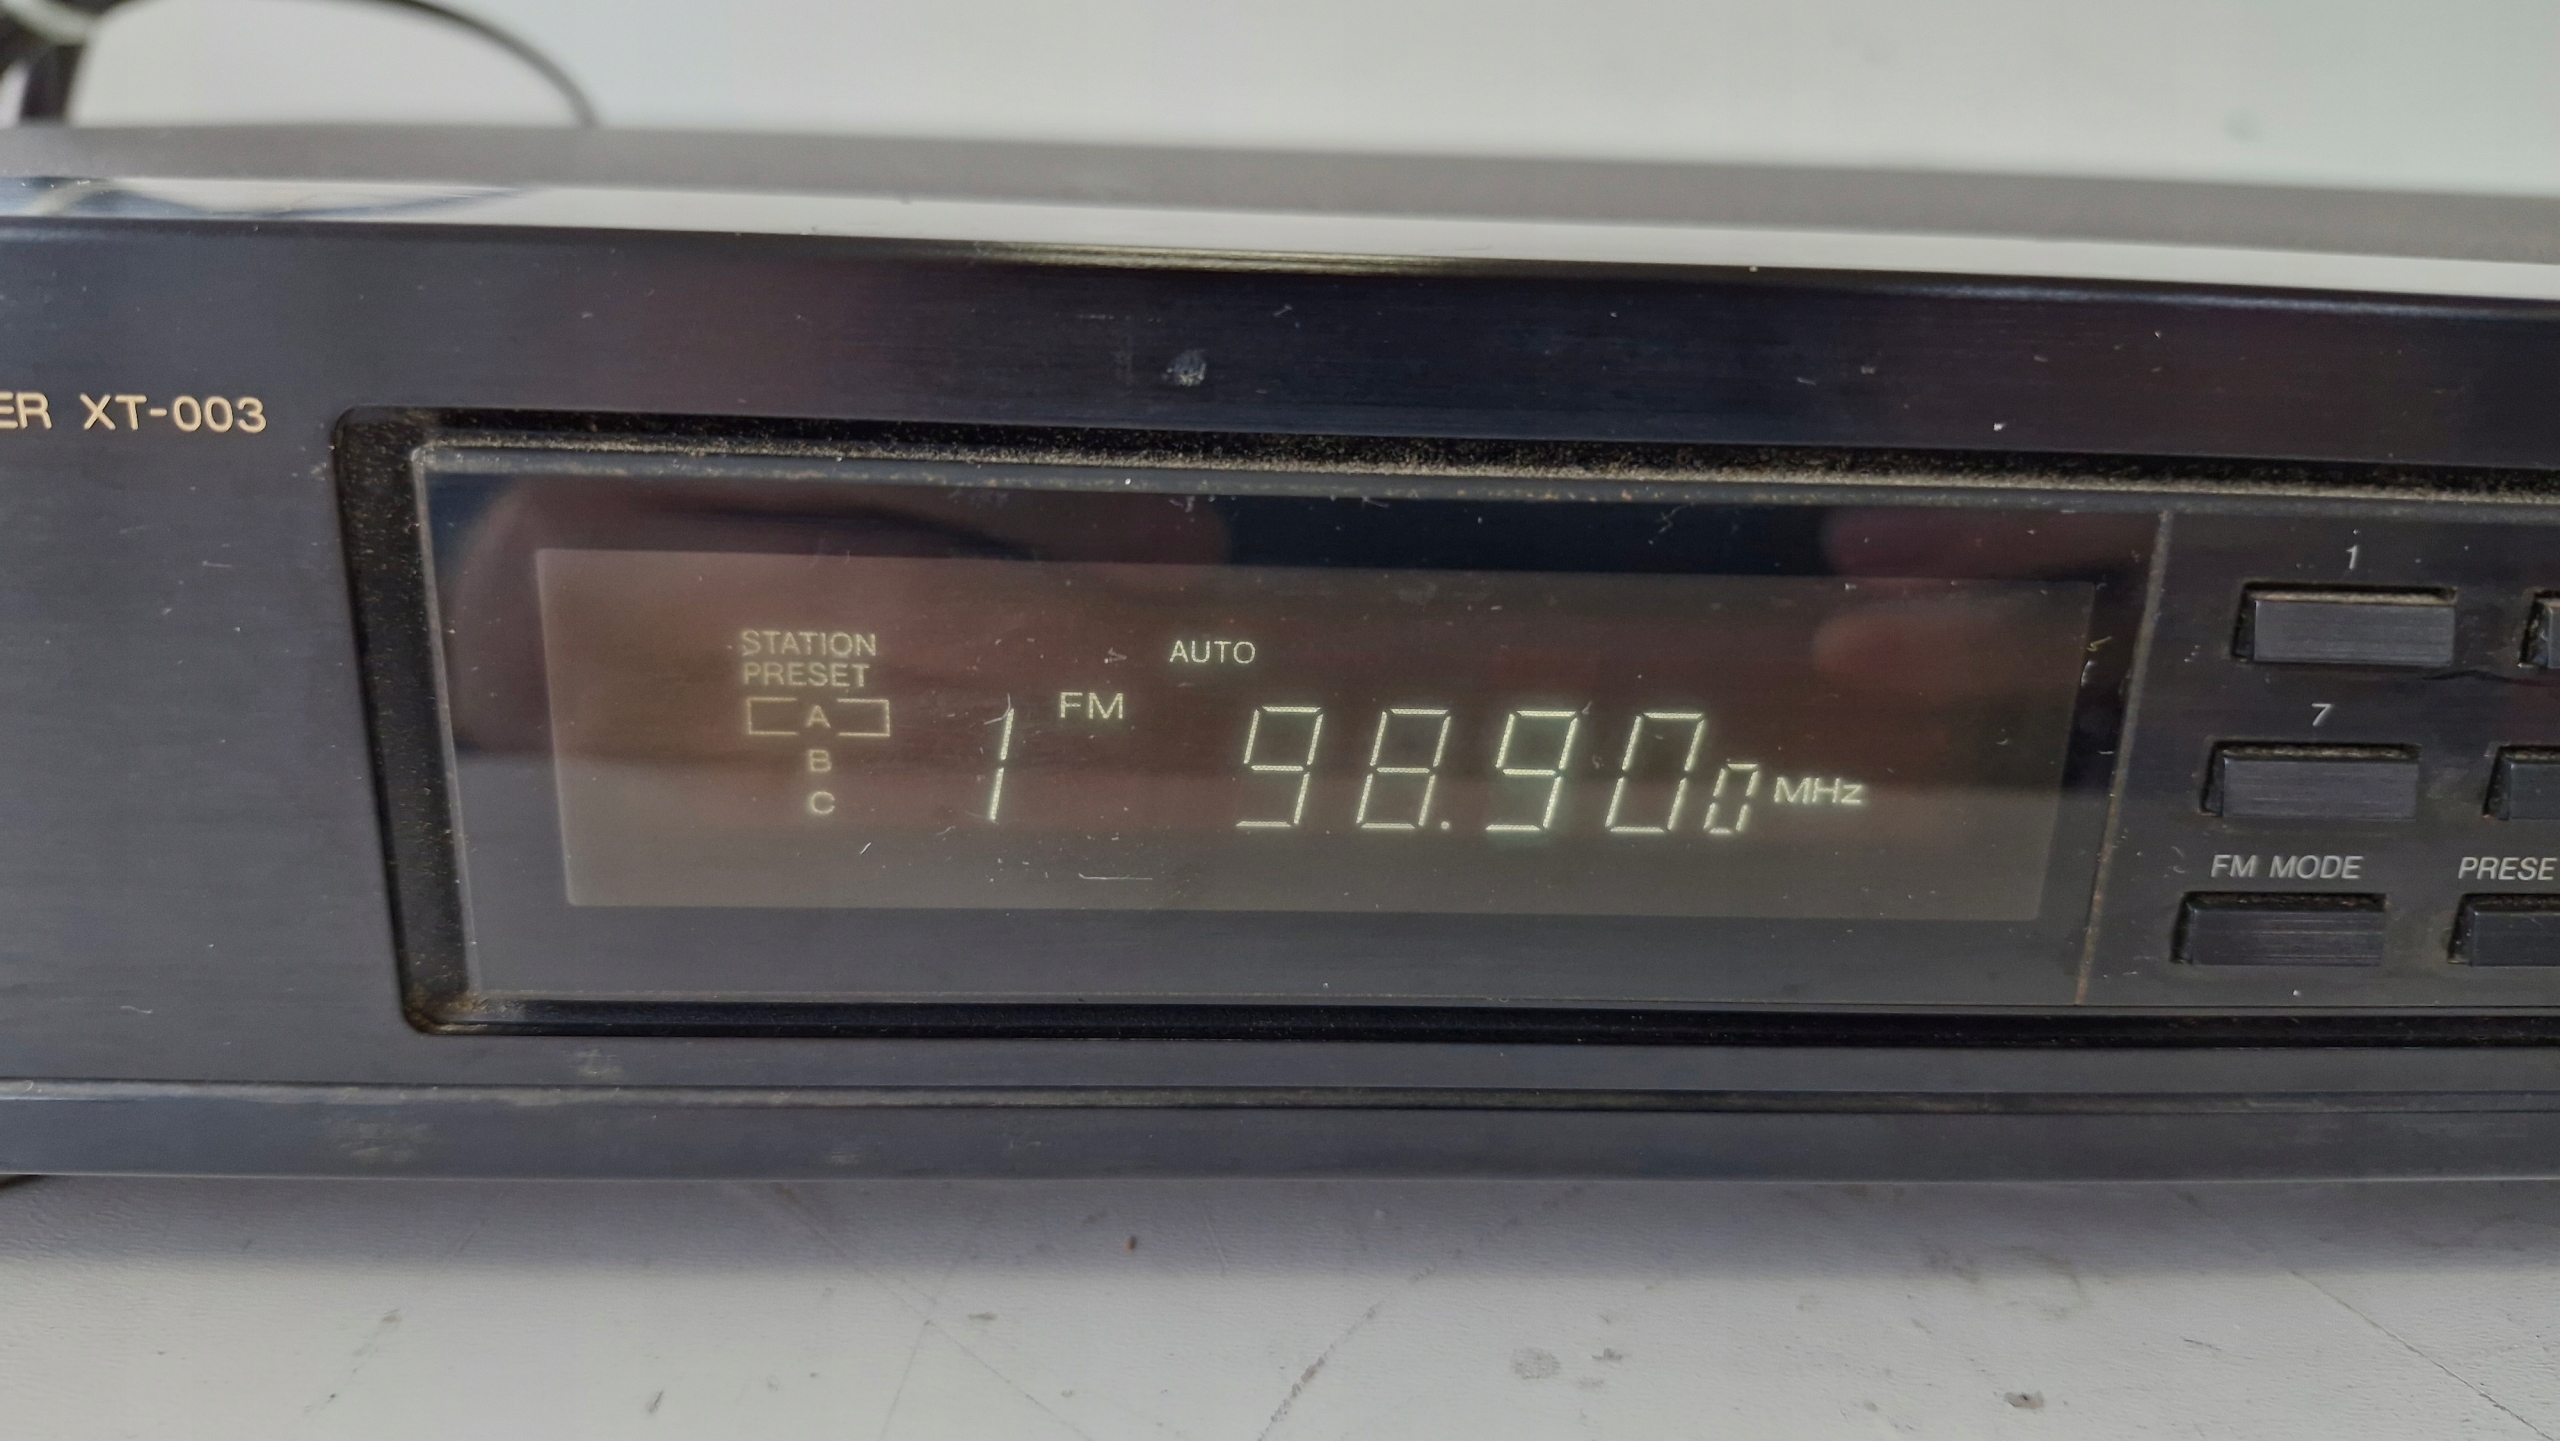 ER XT-003
STATION
PRESET
A
B
C
1
FM
AUTO
98.900 MHz
1
7
FM MODE
PRESE